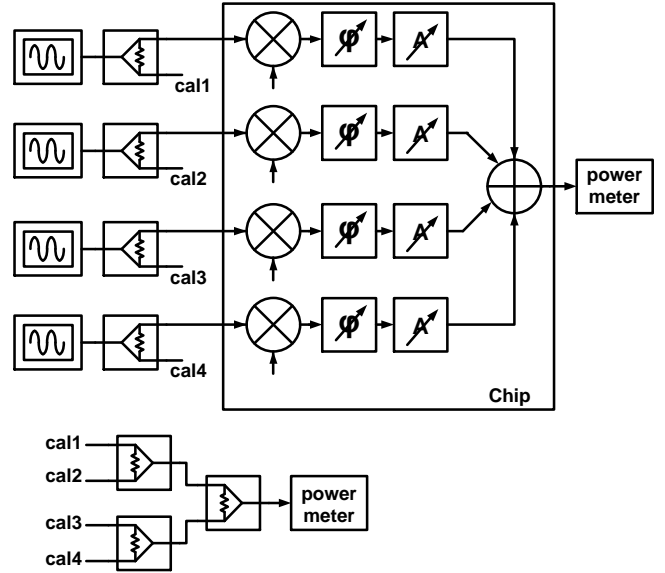 φ A
cal1
φ A
cal2
power
meter
φ A
cal3
φ A
cal4
Chip
cal1
cal2
power
meter
cal3
cal4